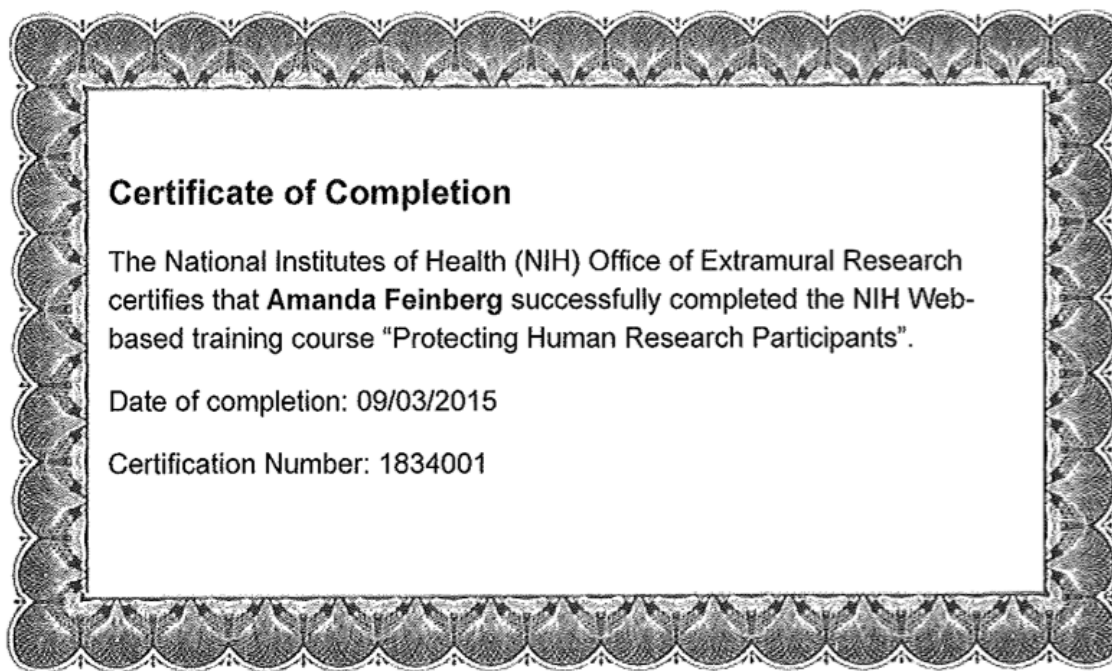 Certificate of Completion
The National Institutes of Health (NIH) Office of Extramural Research
certifies that Amanda Feinberg successfully completed the NIH Web-
based training course “Protecting Human Research Participants”.
Date of completion: 09/03/2015
Certification Number: 1834001